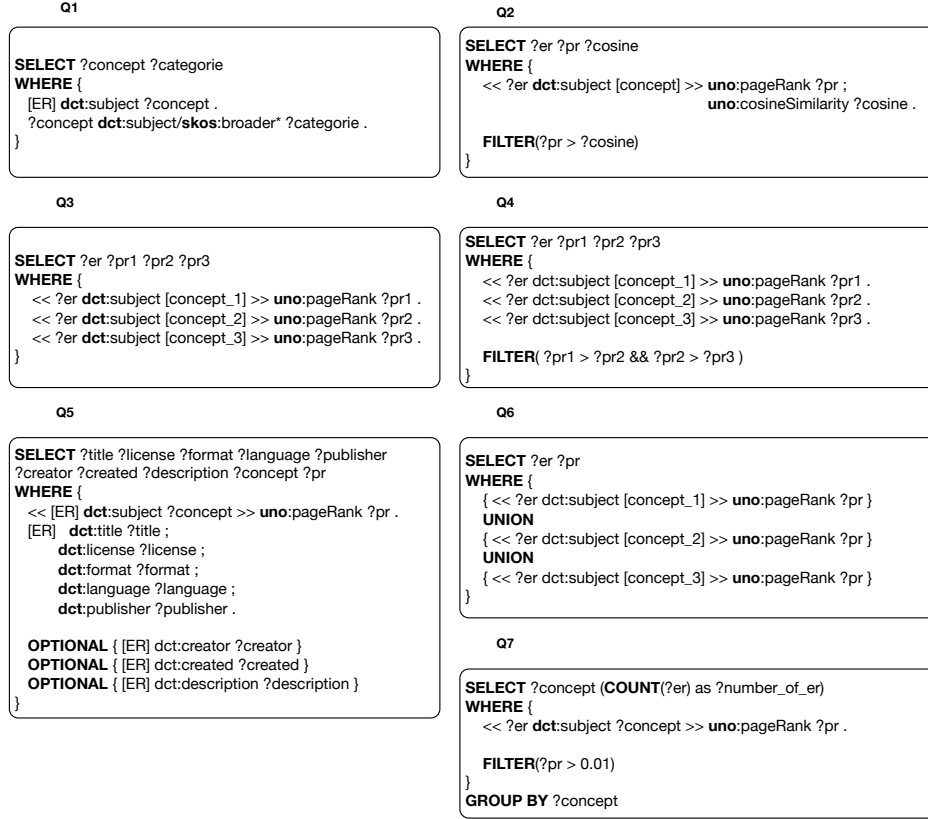 Q1
SELECT ?concept ?categorie
WHERE {
[ER] dct:subject ?concept .
?concept dct:subject/skos:broader* ?categorie .
}
Q2
SELECT ?er ?pr ?cosine
WHERE {
<< ?er dct:subject [concept] >> uno:pageRank ?pr ;
uno:cosineSimilarity ?cosine .
FILTER(?pr > ?cosine)
}
Q3
SELECT ?er ?pr1 ?pr2 ?pr3
WHERE {
<< ?er dct:subject [concept_1] >> uno:pageRank ?pr1 .
<< ?er dct:subject [concept_2] >> uno:pageRank ?pr2 .
<< ?er dct:subject [concept_3] >> uno:pageRank ?pr3 .
}
Q4
SELECT ?er ?pr1 ?pr2 ?pr3
WHERE {
<< ?er dct:subject [concept_1] >> uno:pageRank ?pr1 .
<< ?er dct:subject [concept_2] >> uno:pageRank ?pr2 .
<< ?er dct:subject [concept_3] >> uno:pageRank ?pr3 .
FILTER( ?pr1 > ?pr2 && ?pr2 > ?pr3 )
}
Q5
SELECT ?title ?license ?format ?language ?publisher
?creator ?created ?description ?concept ?pr
WHERE {
<< [ER] dct:subject ?concept >> uno:pageRank ?pr .
[ER] dct:title ?title ;
dct:license ?license ;
dct:format ?format ;
dct:language ?language ;
dct:publisher ?publisher .
OPTIONAL { [ER] dct:creator ?creator }
OPTIONAL { [ER] dct:created ?created }
OPTIONAL { [ER] dct:description ?description }
}
Q6
SELECT ?er ?pr
WHERE {
{ << ?er dct:subject [concept_1] >> uno:pageRank ?pr }
UNION
{ << ?er dct:subject [concept_2] >> uno:pageRank ?pr }
UNION
{ << ?er dct:subject [concept_3] >> uno:pageRank ?pr }
}
Q7
SELECT ?concept (COUNT(?er) as ?number_of_er)
WHERE {
<< ?er dct:subject ?concept >> uno:pageRank ?pr .
FILTER(?pr > 0.01)
}
GROUP BY ?concept